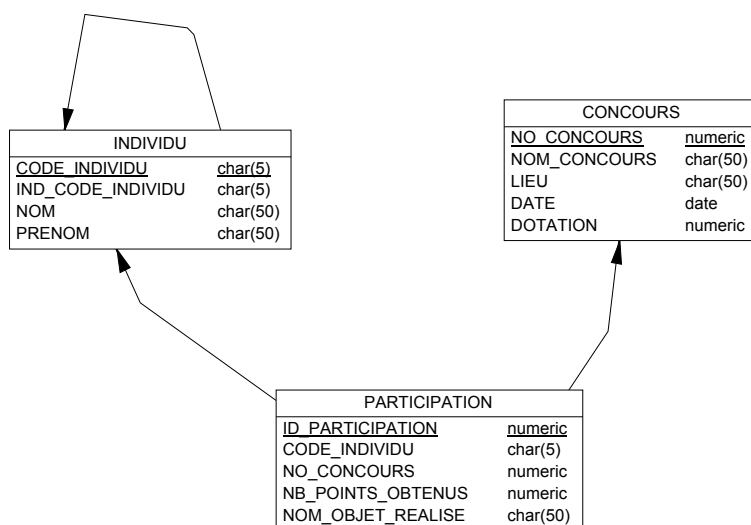 INDIVIDU
CODE_INDIVIDU char(5)
IND_CODE_INDIVIDU char(5)
NOM char(50)
PRENOM char(50)
CONCOURS
NO_CONCOURS numeric
NOM_CONCOURS char(50)
LIEU char(50)
DATE date
DOTATION numeric
PARTICIPATION
ID_PARTICIPATION numeric
CODE_INDIVIDU char(5)
NO_CONCOURS numeric
NB_POINTS_OBTENUS numeric
NOM_OBJET_REALISE char(50)